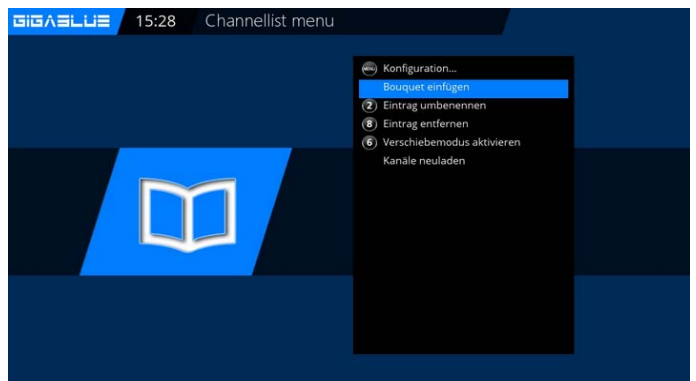 GIGABLUE 15:28 Channellist menu
MENU Konfiguration...
Bouquet einfügen
2 Eintrag umbenennen
8 Eintrag entfernen
6 Verschiebemodus aktivieren
Kanäle neuladen